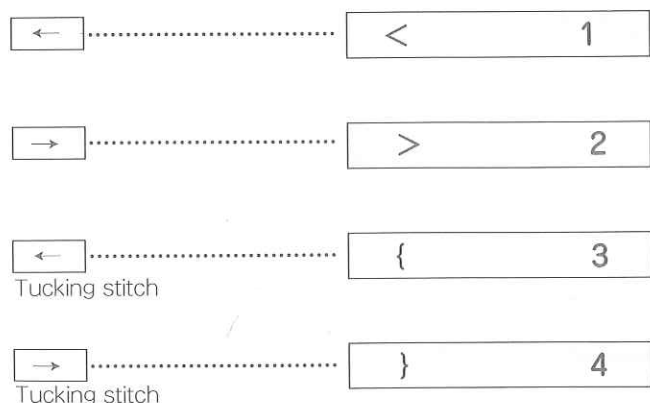 ← < 1
→ > 2
← { 3
Tucking stitch
→ } 4
Tucking stitch